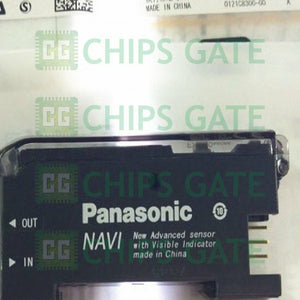 MADE IN CHINA
0121C8300-00
CHIPS GATE
CHIPS GATE
Panasonic
10
OUT
NAVI
New Advanced sensor
with Visible Indicator
made in China
IN
CHIPS GATE
CHIPS GATE